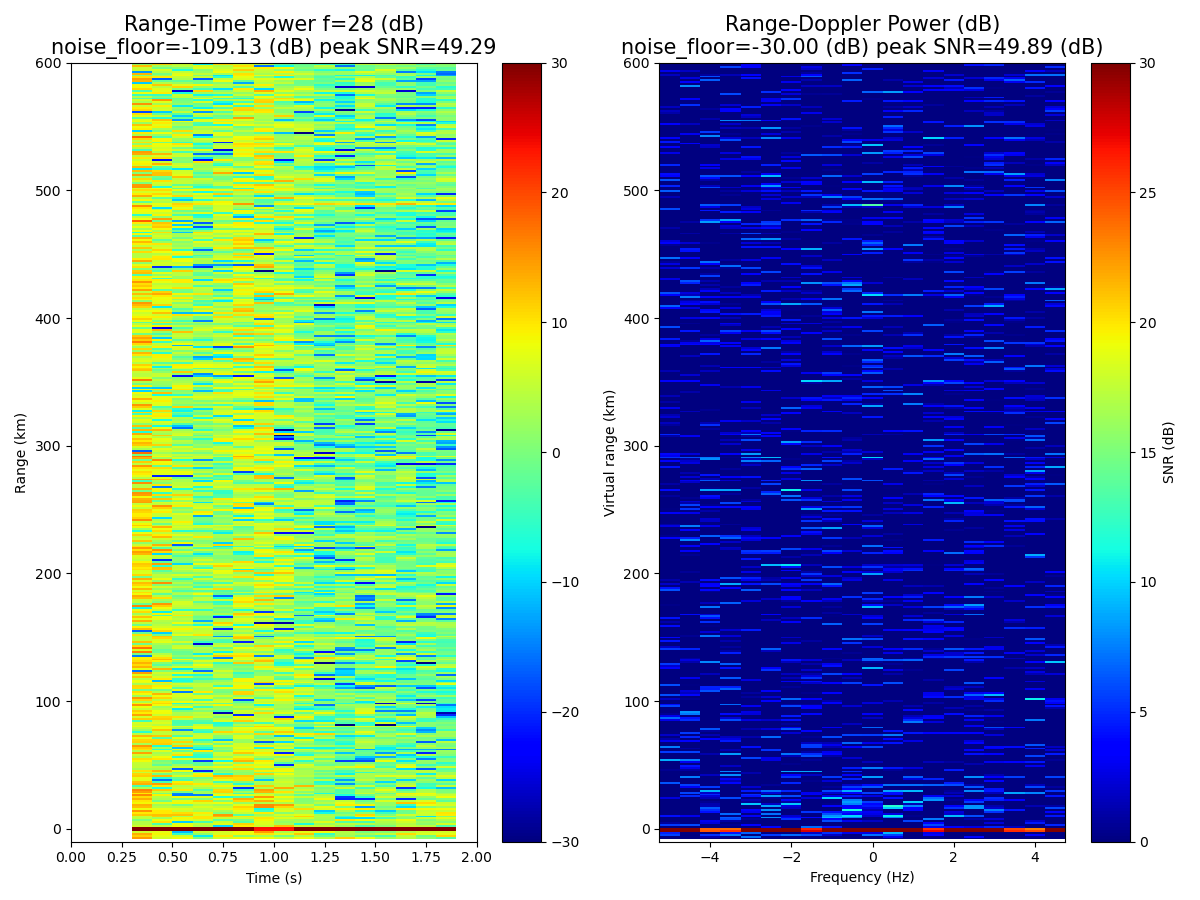 Range-Time Power f=28 (dB)
noise_floor=-109.13 (dB) peak SNR=49.29
Range-Doppler Power (dB)
noise_floor=-30.00 (dB) peak SNR=49.89 (dB)
600
500
400
300
200
100
0
Range (km)
0.00 0.25 0.50 0.75 1.00 1.25 1.50 1.75 2.00
Time (s)
30
20
10
0
−10
−20
−30
600
500
400
300
200
100
0
Virtual range (km)
−4 −2 0 2 4
Frequency (Hz)
30
25
20
15
10
5
0
SNR (dB)